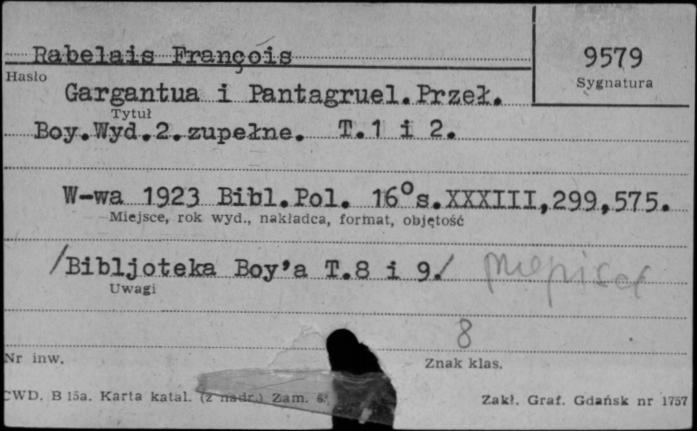 Rabelais François
9579
Hasło
Sygnatura
Gargantua i Pantagruel.Przeł.
Tytuł
Boy.Wyd.2.zupełne. T.1 i 2.
W-wa 1923 Bibl.Pol. 16°s.XXXIII,299,575.
Miejsce, rok wyd., nakładca, format, objętość
/Bibljoteka Boy'a T.8 i 9./
Uwagi
8
Nr inw.
Znak klas.
CWD. B 15a. Karta katal. (z nadr.) Zam.
Zakł. Graf. Gdańsk nr 1757